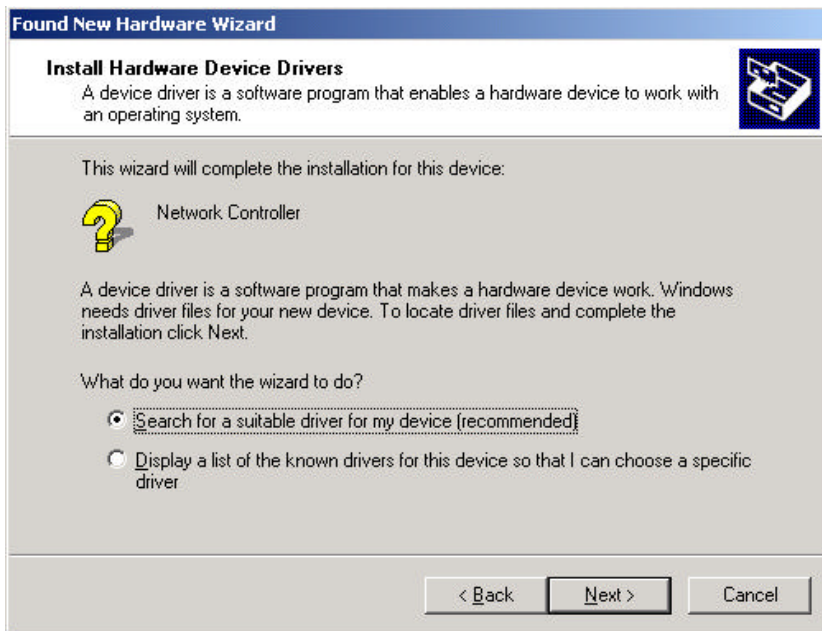 Found New Hardware Wizard
Install Hardware Device Drivers
A device driver is a software program that enables a hardware device to work with
an operating system.
This wizard will complete the installation for this device:
Network Controller
A device driver is a software program that makes a hardware device work. Windows
needs driver files for your new device. To locate driver files and complete the
installation click Next.
What do you want the wizard to do?
Search for a suitable driver for my device (recommended)
Display a list of the known drivers for this device so that I can choose a specific
driver
< Back Next > Cancel